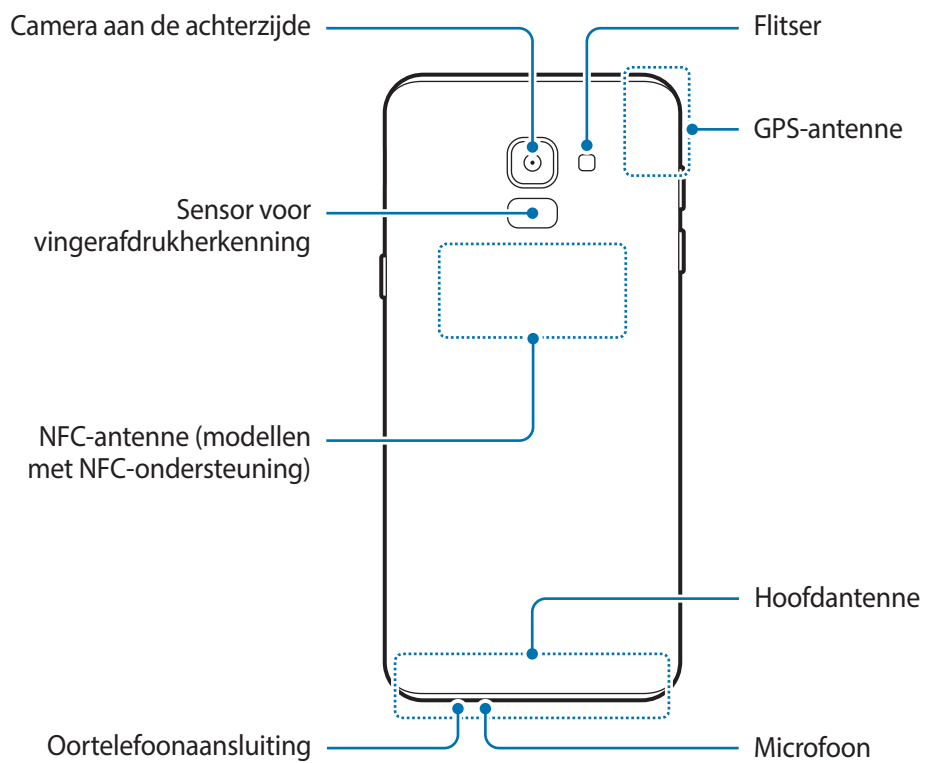 Camera aan de achterzijde
Flitser
GPS-antenne
Sensor voor
vingerafdrukherkenning
NFC-antenne (modellen
met NFC-ondersteuning)
Hoofdantenne
Oortelefoonaansluiting
Microfoon